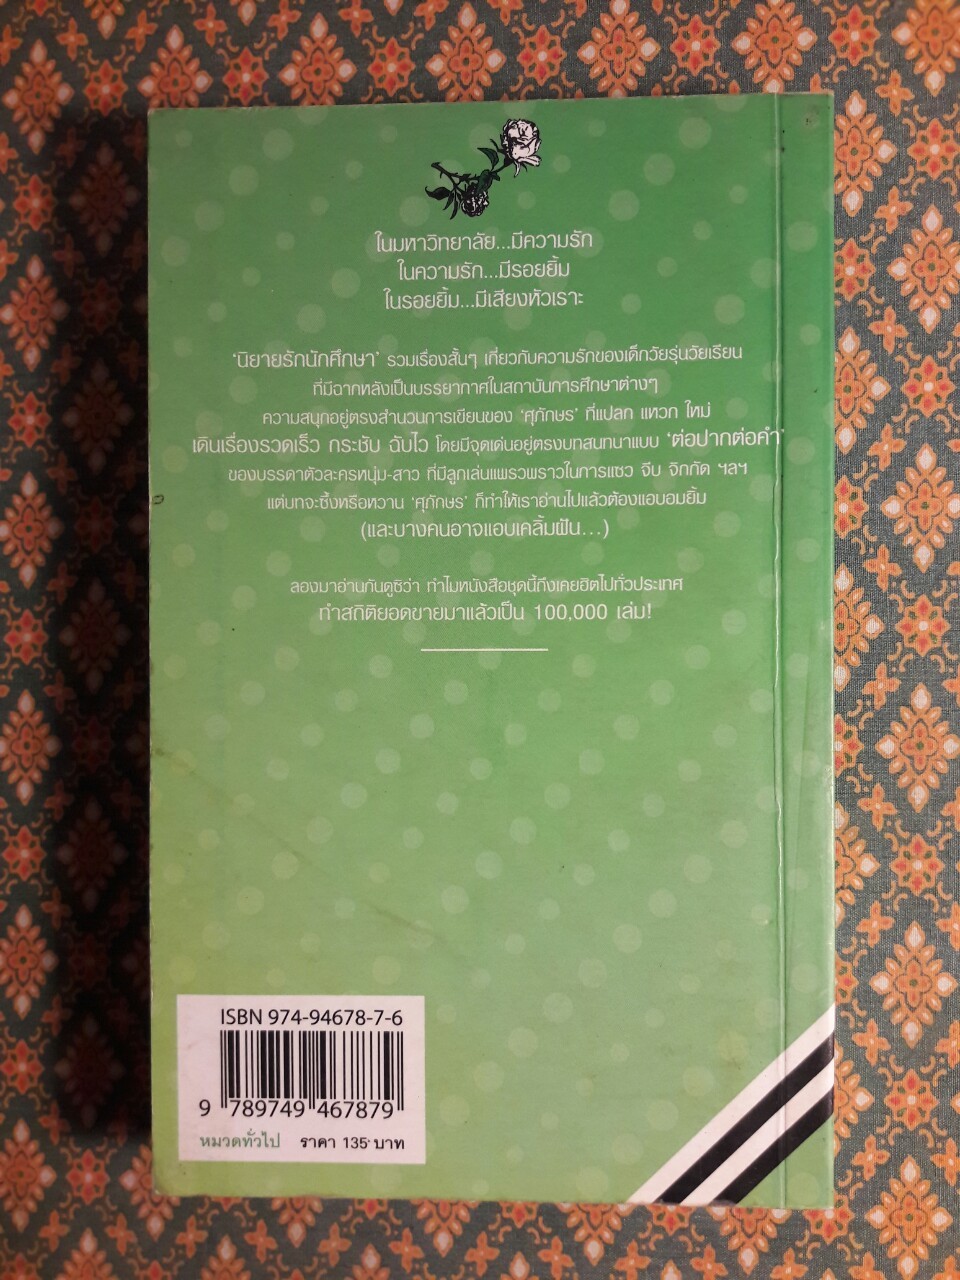 ในมหาวิทยาลัย...มีความรัก
ในความรัก...มีรอยยิ้ม
ในรอยยิ้ม...มีเสียงหัวเราะ
'นิยายรักนักศึกษา' รวมเรื่องสั้นๆ เกี่ยวกับความรักของเด็กวัยรุ่นวัยเรียน
ที่มีฉากหลังเป็นบรรยากาศในสถาบันการศึกษาต่างๆ
ความสนุกอยู่ตรงสำนวนการเขียนของ 'ศุภักษร' ที่แปลก แหวก ใหม่
เดินเรื่องรวดเร็ว กระชับ ฉับไว โดยมีจุดเด่นอยู่ตรงบทสนทนาแบบ 'ต่อปากต่อคำ'
ของบรรดาตัวละครหนุ่ม-สาว ที่มีลูกเล่นแพรวพราวในการแซว จีบ จิกกัด ฯลฯ
แต่บทจะซึ้งหรือหวาน 'ศุภักษร' ก็ทำให้เราอ่านไปแล้วต้องแอบอมยิ้ม
(และบางคนอาจแอบเคลิ้มฝัน...)
ลองมาอ่านกันดูซิว่า ทำไมหนังสือชุดนี้ถึงเคยฮิตไปทั่วประเทศ
ทำสถิติยอดขายมาแล้วเป็น 100,000 เล่ม!
ISBN 974-94678-7-6
9 789749 467879
หมวดทั่วไป ราคา 135 บาท